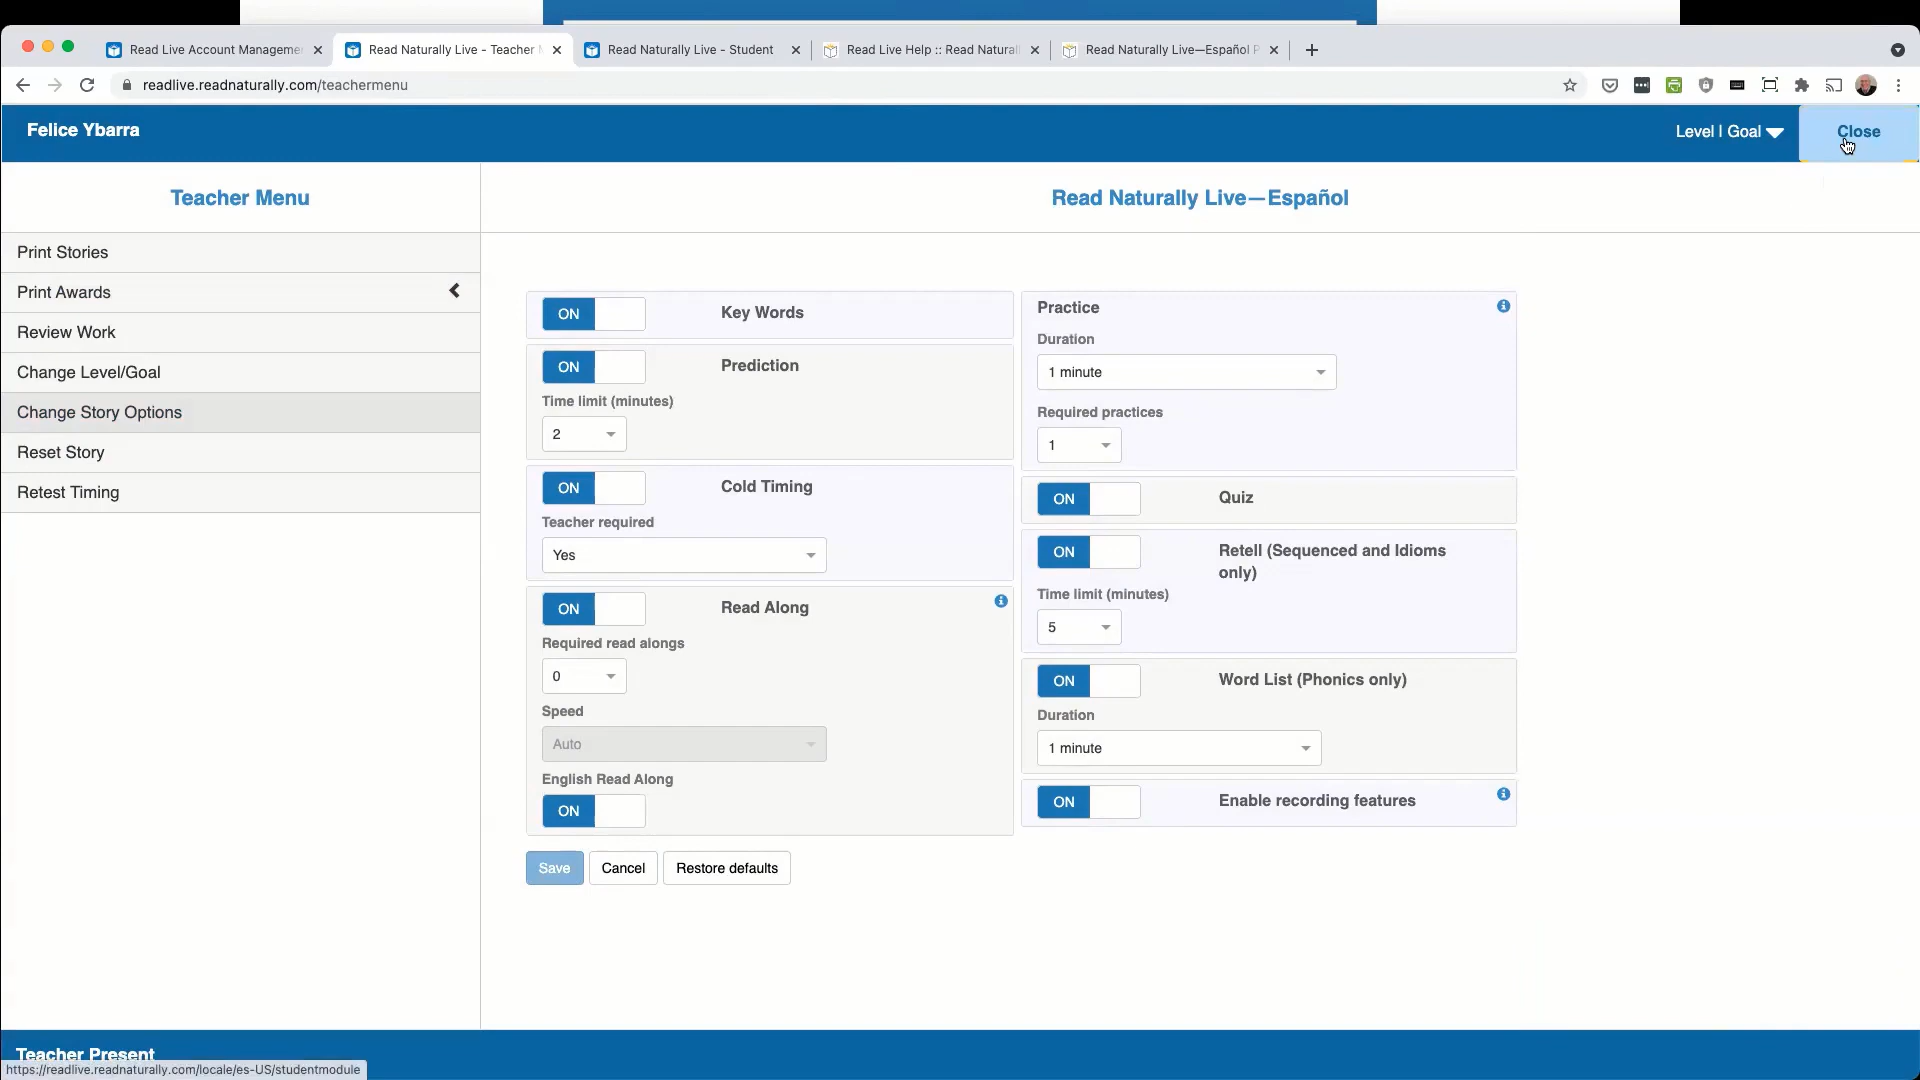 Read Live Account Manageme
Read Naturally Live - Teacher M
Read Naturally Live - Student
Read Live Help :: Read Natural
Read Naturally Live—Español P
readlive.readnaturally.com/teachermenu
Felice Ybarra
Level | Goal
Close
Teacher Menu
Read Naturally Live—Español
Print Stories
Print Awards
Review Work
Change Level/Goal
Change Story Options
Reset Story
Retest Timing
ON
Key Words
ON
Prediction
Time limit (minutes)
2
ON
Cold Timing
Teacher required
Yes
ON
Read Along
Required read alongs
0
Speed
Auto
English Read Along
ON
Practice
Duration
1 minute
Required practices
1
ON
Quiz
ON
Retell (Sequenced and Idioms
only)
Time limit (minutes)
5
ON
Word List (Phonics only)
Duration
1 minute
ON
Enable recording features
Save
Cancel
Restore defaults
Teacher Present
https://readlive.readnaturally.com/locale/es-US/studentmodule